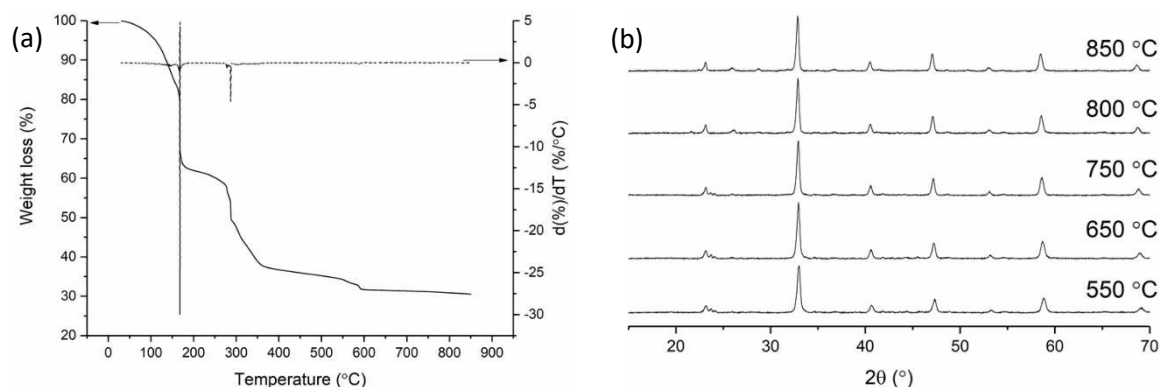 (a)
100
90
80
70
60
50
40
30
20
Weight loss (%)
0 100 200 300 400 500 600 700 800 900
Temperature (°C)
5
0
-5
-10
-15
-20
-25
-30
d(%)/dT (%/°C)
(b)
850 °C
800 °C
750 °C
650 °C
550 °C
20 30 40 50 60 70
2θ (°)